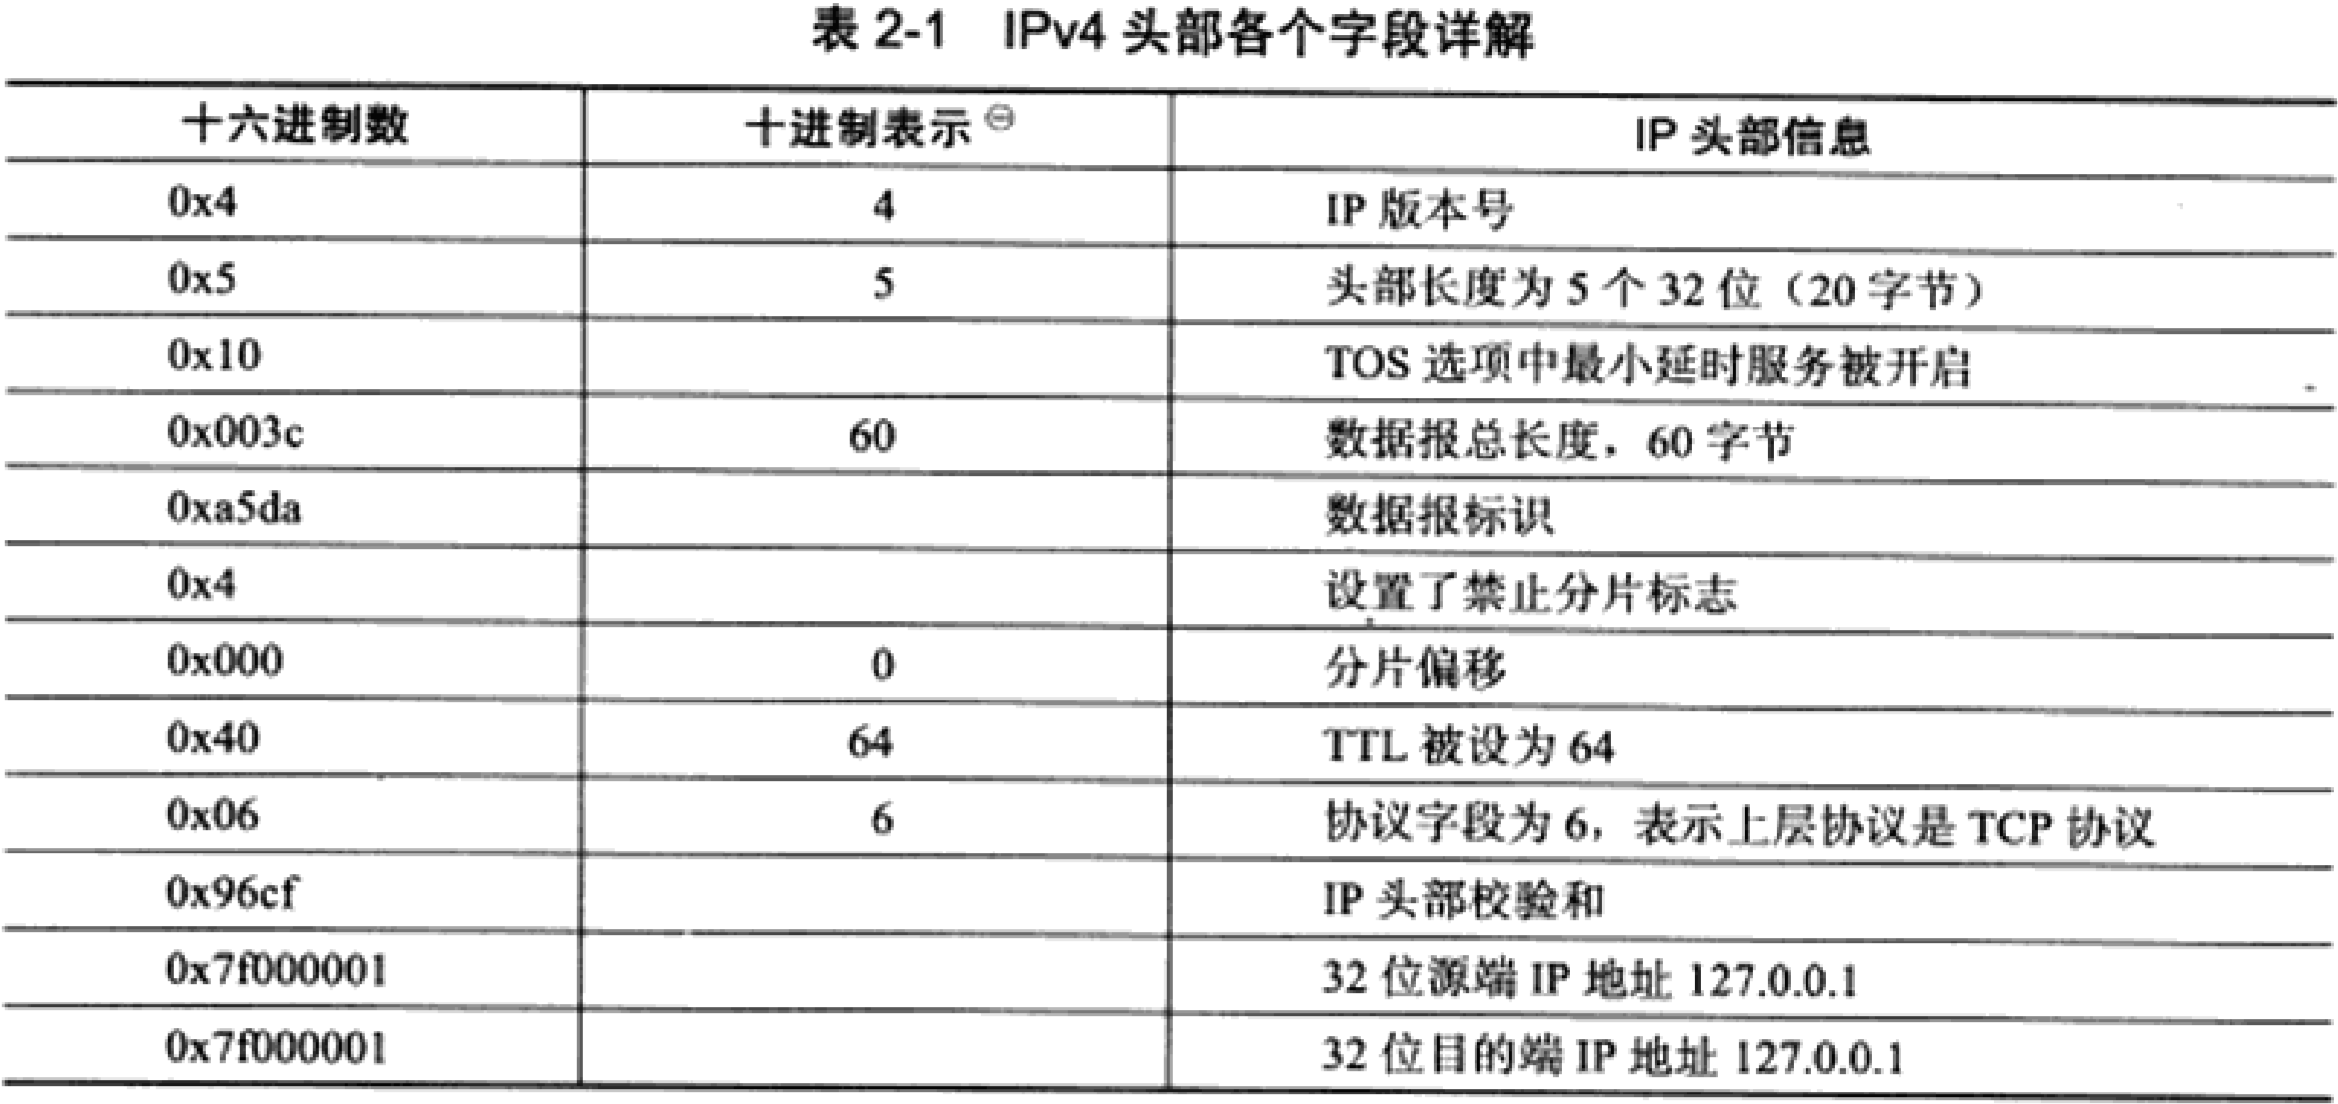 表 2-1 IPv4 头部各个字段详解
十六进制数 十进制表示㊀ IP 头部信息
0x4 4 IP 版本号
0x5 5 头部长度为 5 个 32 位（20 字节）
0x10 TOS 选项中最小延时服务被开启
0x003c 60 数据报总长度，60 字节
0xa5da 数据报标识
0x4 设置了禁止分片标志
0x000 0 分片偏移
0x40 64 TTL 被设为 64
0x06 6 协议字段为 6，表示上层协议是 TCP 协议
0x96cf IP 头部校验和
0x7f000001 32 位源端 IP 地址 127.0.0.1
0x7f000001 32 位目的端 IP 地址 127.0.0.1